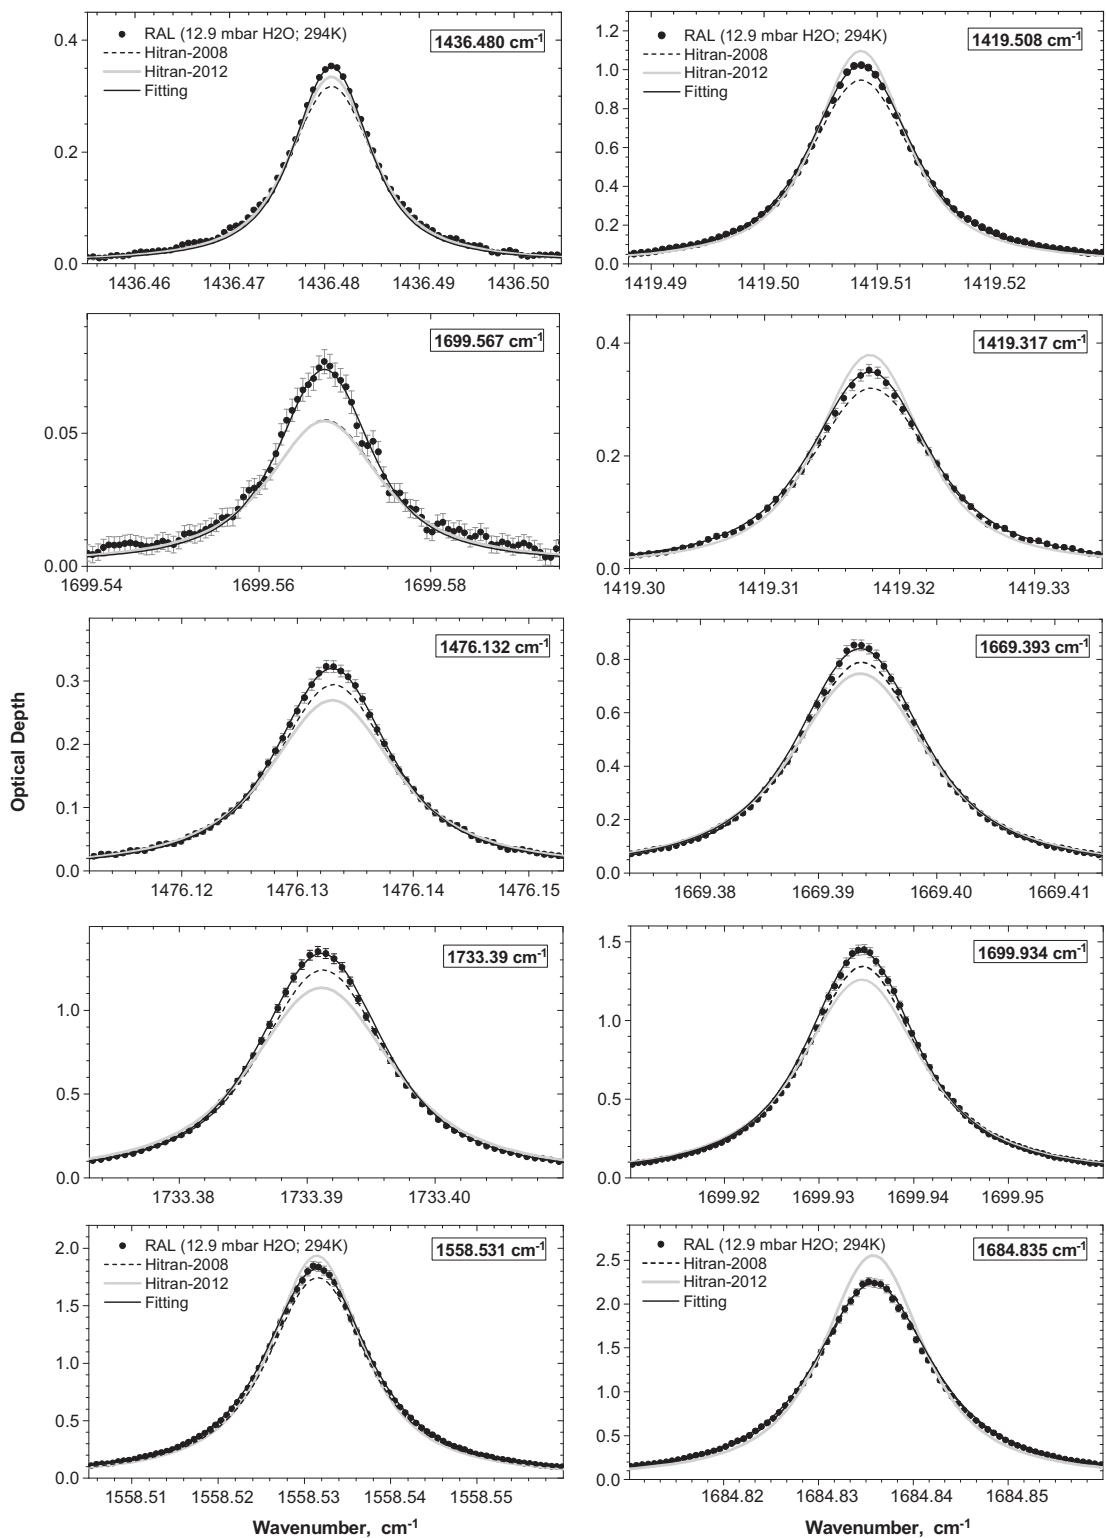 RAL (12.9 mbar H2O; 294K)
Hitran-2008
Hitran-2012
Fitting
1436.480 cm-1
0.4
0.2
0.0
1436.46 1436.47 1436.48 1436.49 1436.50
RAL (12.9 mbar H2O; 294K)
Hitran-2008
Hitran-2012
Fitting
1419.508 cm-1
1.2
1.0
0.8
0.6
0.4
0.2
0.0
1419.49 1419.50 1419.51 1419.52
1699.567 cm-1
0.05
0.00
1699.54 1699.56 1699.58
1419.317 cm-1
0.4
0.2
0.0
1419.30 1419.31 1419.32 1419.33
Optical Depth
1476.132 cm-1
0.3
0.2
0.1
0.0
1476.12 1476.13 1476.14 1476.15
1669.393 cm-1
0.8
0.6
0.4
0.2
0.0
1669.38 1669.39 1669.40 1669.41
1733.39 cm-1
1.0
0.5
0.0
1733.38 1733.39 1733.40
1699.934 cm-1
1.5
1.0
0.5
0.0
1699.92 1699.93 1699.94 1699.95
RAL (12.9 mbar H2O; 294K)
Hitran-2008
Hitran-2012
Fitting
1558.531 cm-1
2.0
1.5
1.0
0.5
0.0
1558.51 1558.52 1558.53 1558.54 1558.55
Wavenumber, cm-1
RAL (12.9 mbar H2O; 294K)
Hitran-2008
Hitran-2012
Fitting
1684.835 cm-1
2.5
2.0
1.5
1.0
0.5
0.0
1684.82 1684.83 1684.84 1684.85
Wavenumber, cm-1